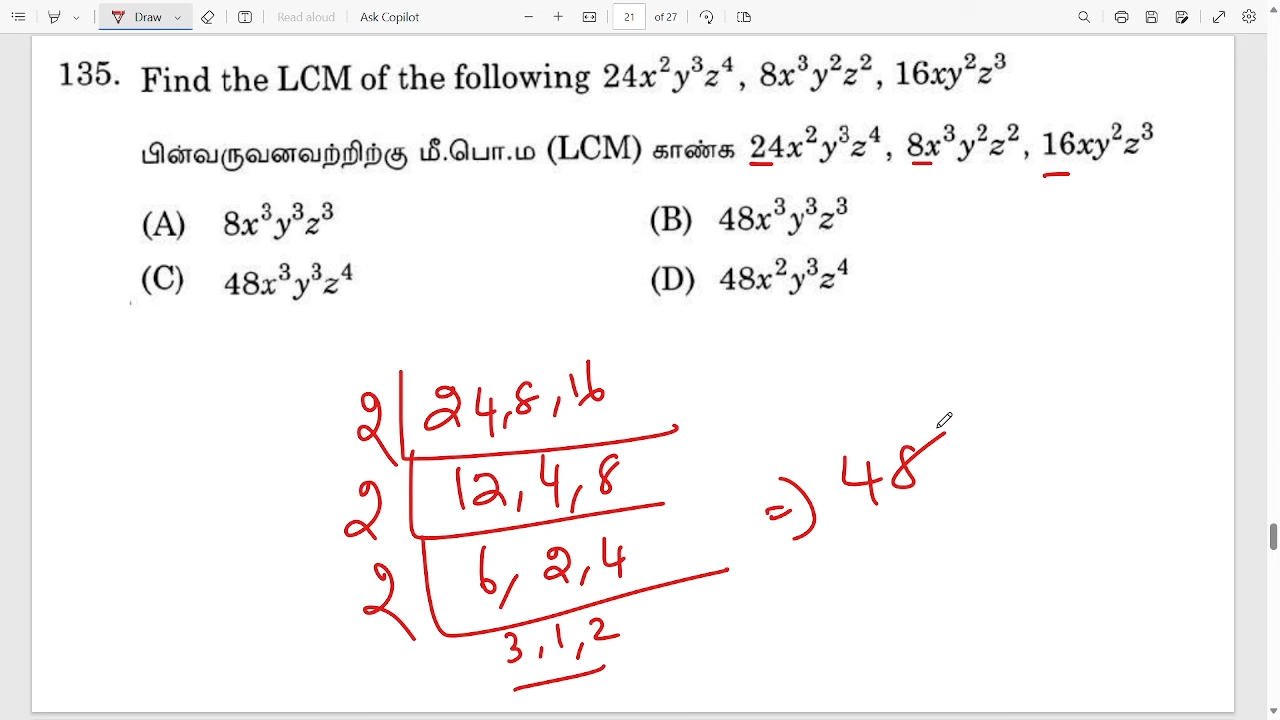 Draw Read aloud Ask Copilot 21 of 27
135. Find the LCM of the following 24x²y³z⁴, 8x³y²z², 16xy²z³
பின்வருவனவற்றிற்கு மீ.பொ.ம (LCM) காண்க 24x²y³z⁴, 8x³y²z², 16xy²z³
(A) 8x³y³z³ (B) 48x³y³z³
(C) 48x³y³z⁴ (D) 48x²y³z⁴
2 24, 8, 16
2 12, 4, 8
=) 48
2 6, 2, 4
3, 1, 2